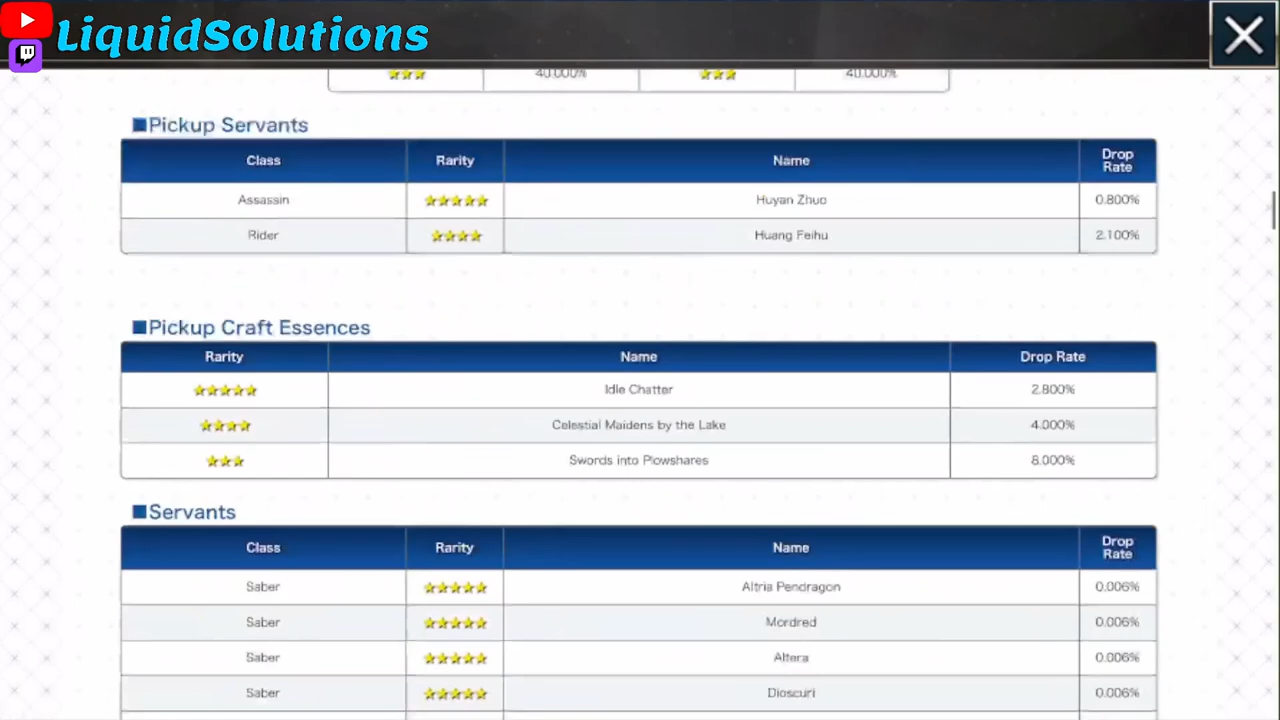 LiquidSolutions
★★★ 40.000% ★★★ 40.000%
■Pickup Servants
Class Rarity Name Drop Rate
Assassin ★★★★★ Huyan Zhuo 0.800%
Rider ★★★★ Huang Feihu 2.100%
■Pickup Craft Essences
Rarity Name Drop Rate
★★★★★ Idle Chatter 2.800%
★★★★ Celestial Maidens by the Lake 4.000%
★★★ Swords into Plowshares 8.000%
■Servants
Class Rarity Name Drop Rate
Saber ★★★★★ Altria Pendragon 0.006%
Saber ★★★★★ Mordred 0.006%
Saber ★★★★★ Altera 0.006%
Saber ★★★★★ Dioscuri 0.006%